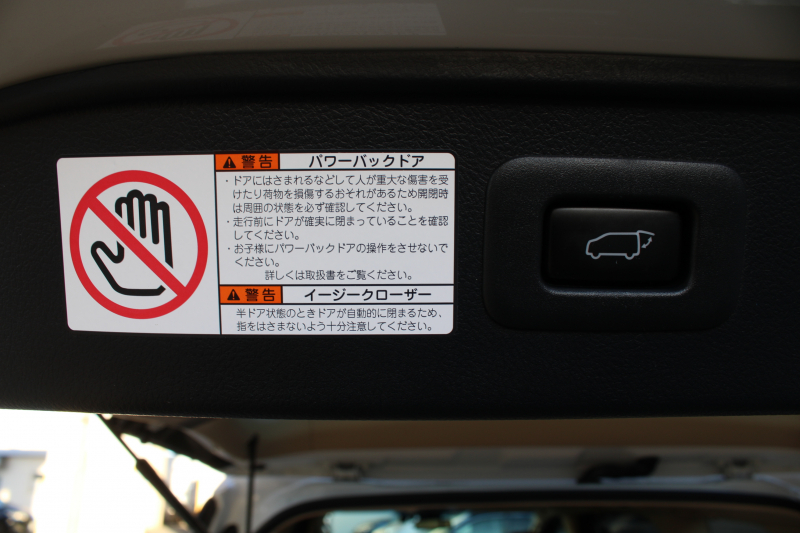 警告 パワーバックドア
・ドアにはさまれるなどして人が重大な傷害を受
けたり荷物を損傷するおそれがあるため開閉時
は周囲の状態を必ず確認してください。
・走行前にドアが確実に閉まっていることを確認
してください。
・お子様にパワーバックドアの操作をさせないで
ください。
詳しくは取扱書をご覧ください。
警告 イージークローザー
半ドア状態のときドアが自動的に閉まるため、
指をはさまないよう十分注意してください。